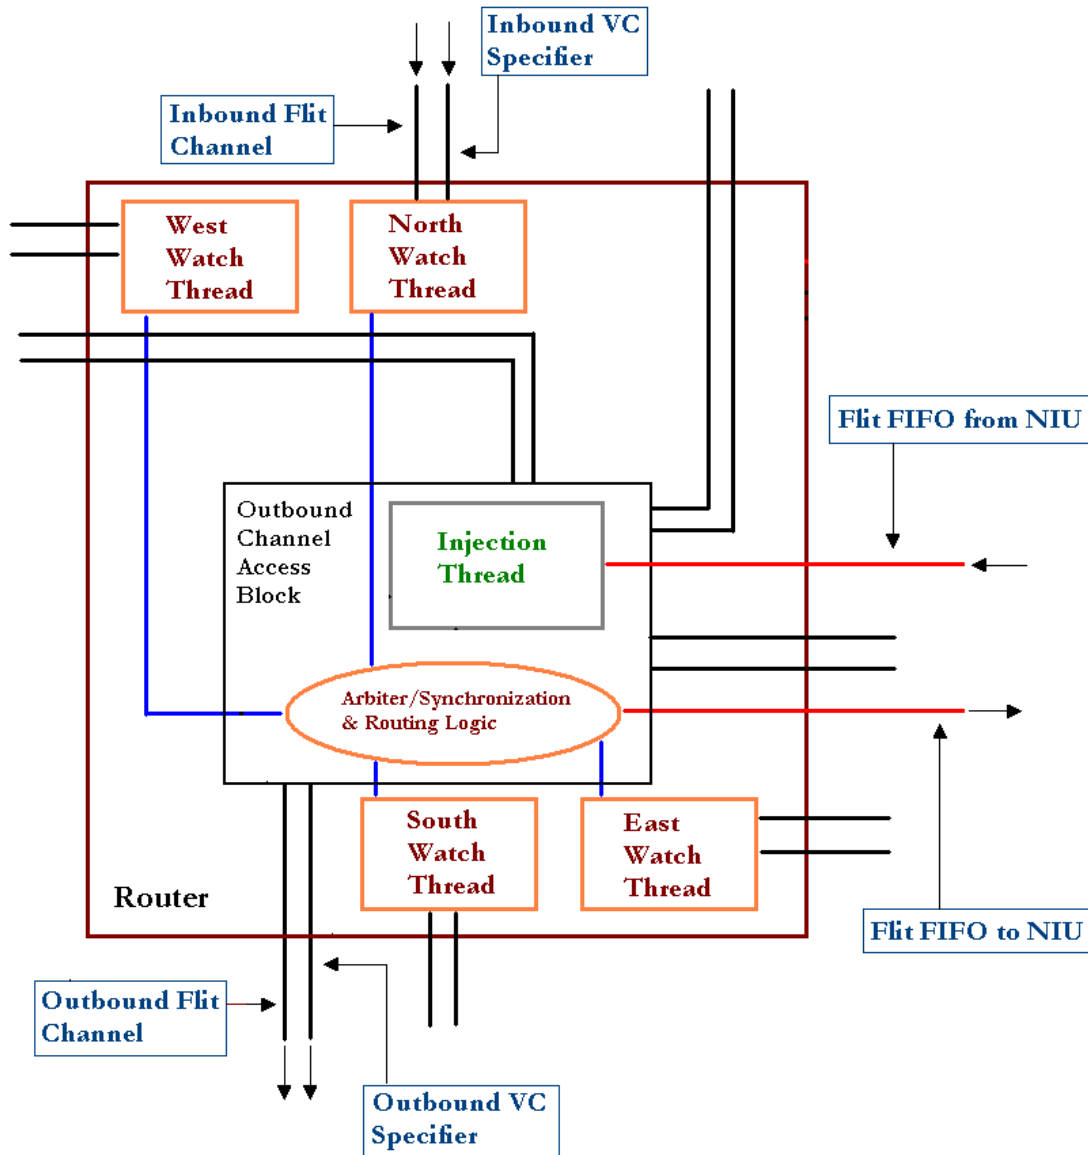 Inbound VC
Specifier
Inbound Flit
Channel
West
Watch
Thread
North
Watch
Thread
Flit FIFO from NIU
Outbound
Channel
Access
Block
Injection
Thread
Arbiter/Synchronization
& Routing Logic
South
Watch
Thread
East
Watch
Thread
Router
Flit FIFO to NIU
Outbound Flit
Channel
Outbound VC
Specifier